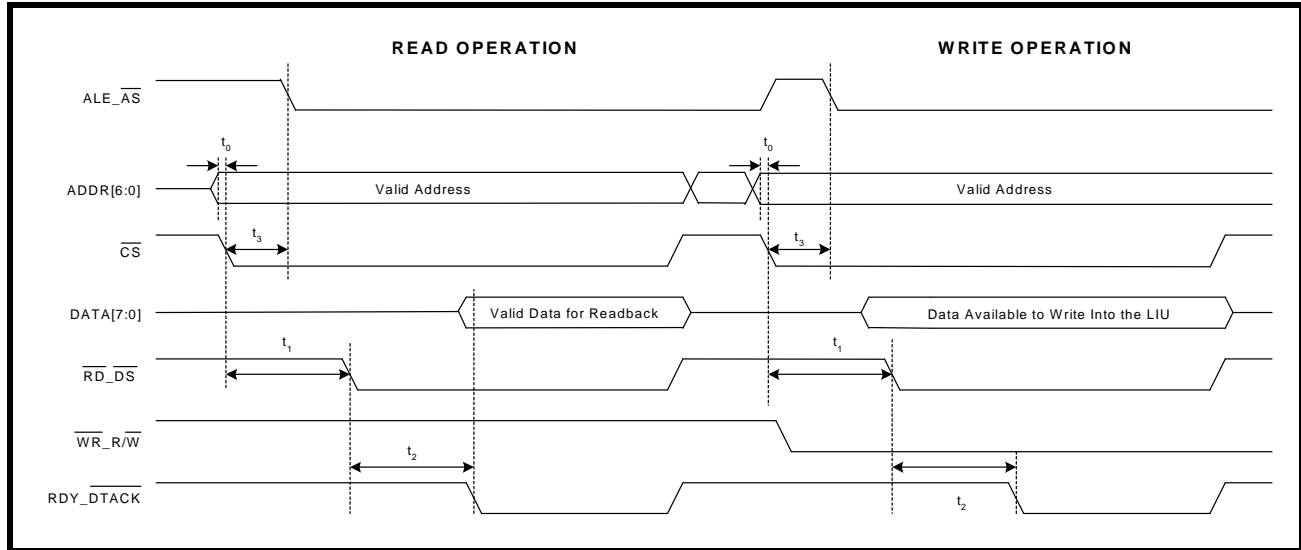 READ OPERATION WRITE OPERATION
ALE_AS
t0 t0
ADDR[6:0] Valid Address Valid Address
t3 t3
CS
DATA[7:0] Valid Data for Readback Data Available to Write Into the LIU
t1 t1
RD_DS
WR_R/W
t2
RDY_DTACK
t2